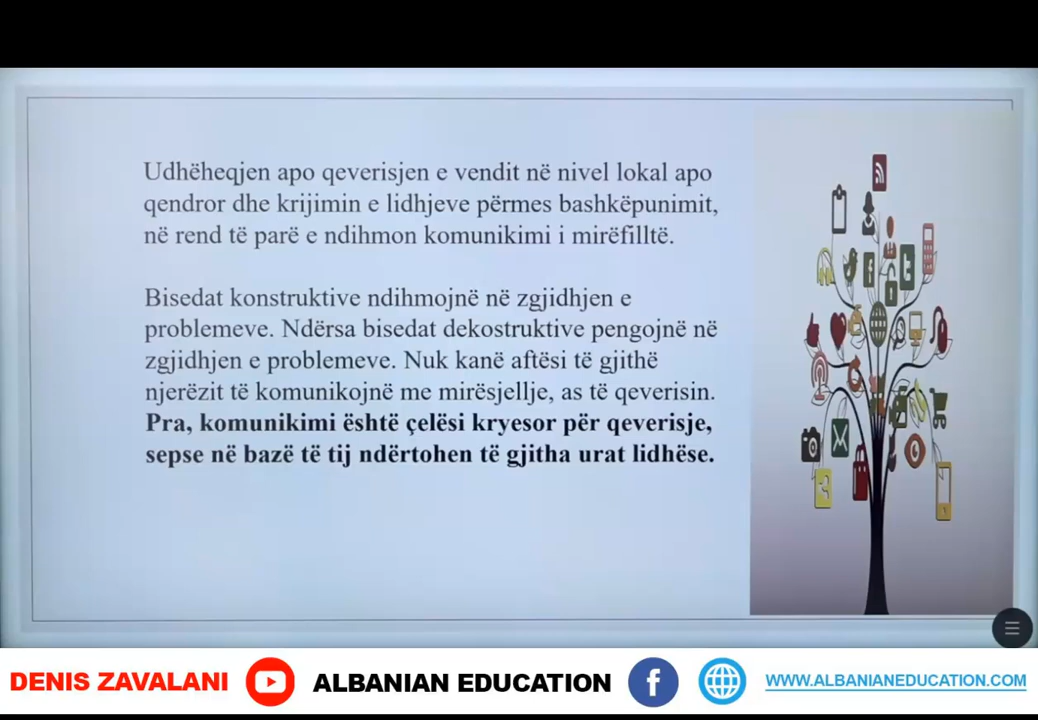 Udhëheqjen apo qeverisjen e vendit në nivel lokal apo
qendror dhe krijimin e lidhjeve përmes bashkëpunimit,
në rend të parë e ndihmon komunikimi i mirëfilltë.
Bisedat konstruktive ndihmojnë në zgjidhjen e
problemeve. Ndërsa bisedat dekostruktive pengojnë në
zgjidhjen e problemeve. Nuk kanë aftësi të gjithë
njerëzit të komunikojnë me mirësjellje, as të qeverisin.
Pra, komunikimi është çelësi kryesor për qeverisje,
sepse në bazë të tij ndërtohen të gjitha urat lidhëse.
DENIS ZAVALANI ALBANIAN EDUCATION WWW.ALBANIANEDUCATION.COM